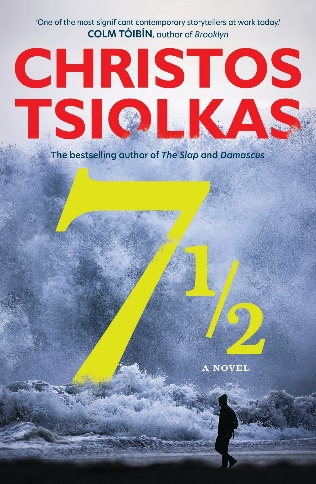 'One of the most significant contemporary storytellers at work today.'
COLM TÓIBÍN, author of Brooklyn
CHRISTOS
TSIOLKAS
The bestselling author of The Slap and Damascus
7 1/2
A NOVEL